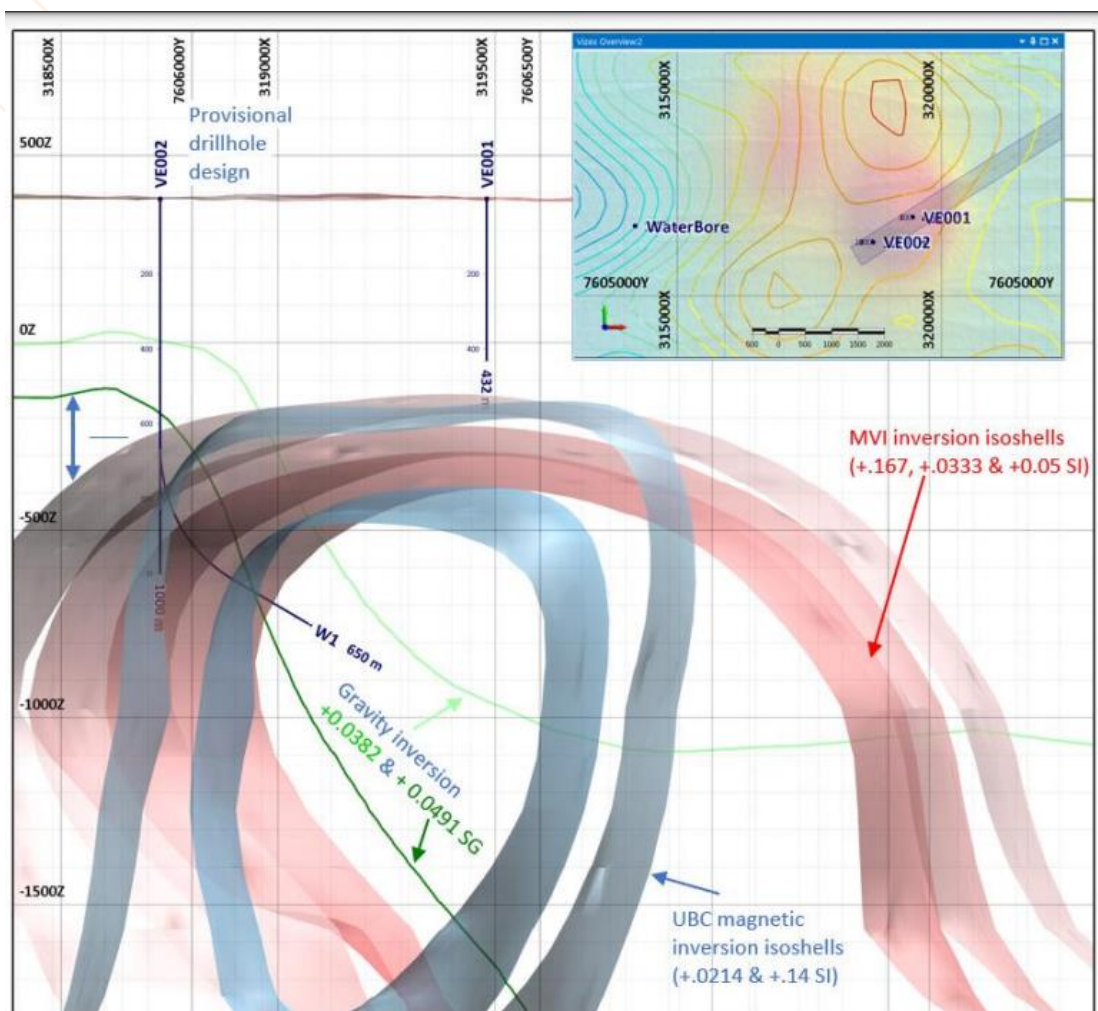 318500X
7606000Y
319000X
319500X
7606500Y
Provisional
drillhole
design
VE002
VE001
500Z
0Z
-500Z
-1000Z
-1500Z
200
400
600
1000 m
200
400
432 m
W1 650 m
Gravity inversion
+0.0382 & + 0.0491 SG
MVI inversion isoshells
(+.167, +.0333 & +0.05 SI)
UBC magnetic
inversion isoshells
(+.0214 & +.14 SI)
Vizex Overview:2
315000X
320000X
WaterBore
VE001
VE002
7605000Y
7605000Y
315000X
320000X
500 0 500 1000 1500 2000